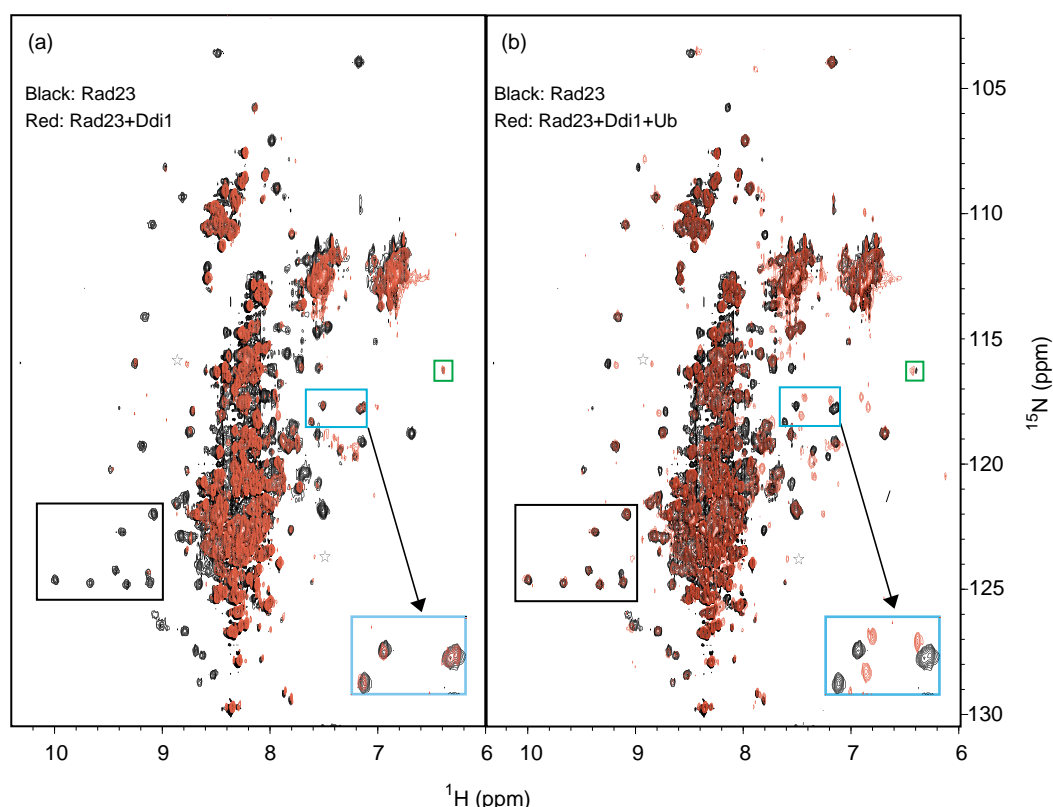 (a)
Black: Rad23
Red: Rad23+Ddi1
(b)
Black: Rad23
Red: Rad23+Ddi1+Ub
105
110
115
120
125
130
15N (ppm)
10 9 8 7 6
10 9 8 7 6
1H (ppm)